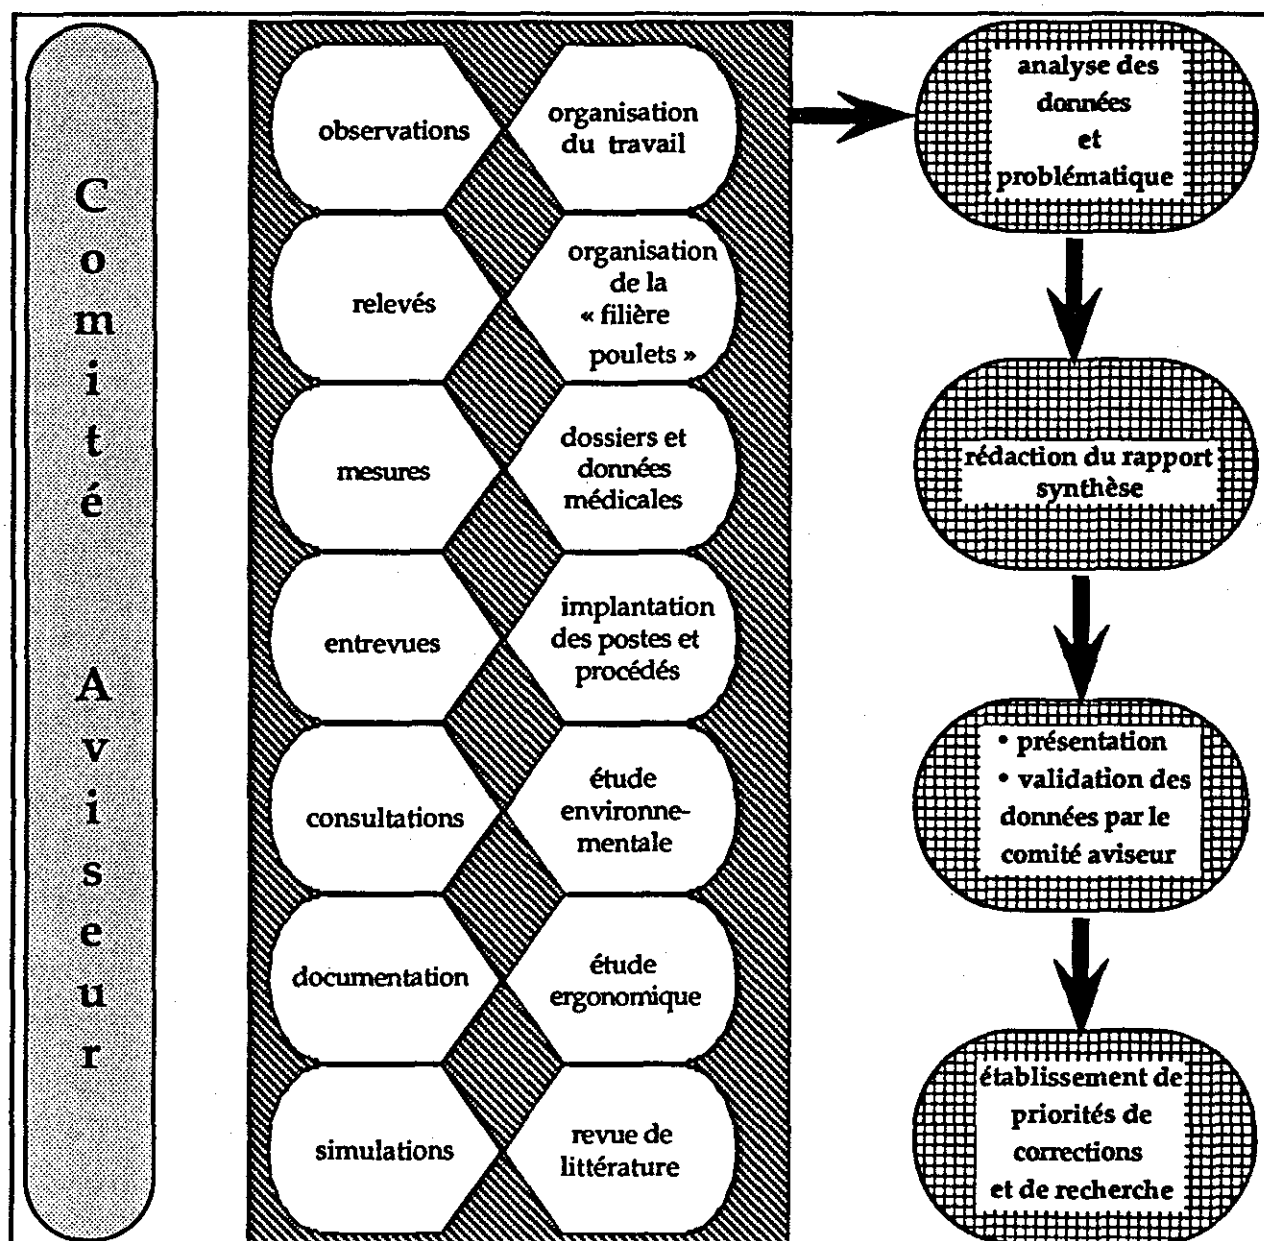 Comité Aviseur
observations
organisation
du travail
relevés
organisation
de la
« filière
poulets »
mesures
dossiers et
données
médicales
entrevues
implantation
des postes et
procédés
consultations
étude
environne-
mentale
documentation
étude
ergonomique
simulations
revue de
littérature
analyse des
données
et
problématique
rédaction du rapport
synthèse
• présentation
• validation des
données par le
comité aviseur
établissement de
priorités de
corrections
et de recherche